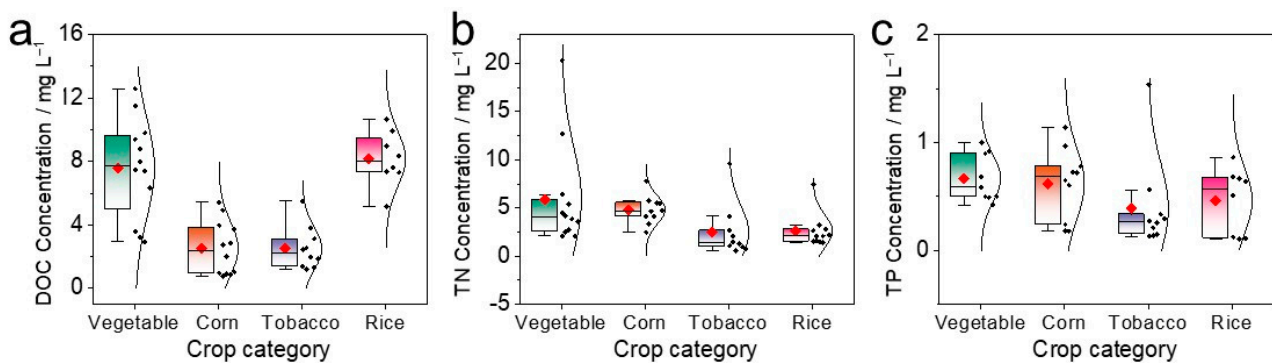 a
DOC Concentration / mg L⁻¹
16
12
8
4
0
Vegetable Corn Tobacco Rice
Crop category
b
TN Concentration / mg L⁻¹
20
15
10
5
0
-5
Vegetable Corn Tobacco Rice
Crop category
c
TP Concentration / mg L⁻¹
2
1
0
Vegetable Corn Tobacco Rice
Crop category